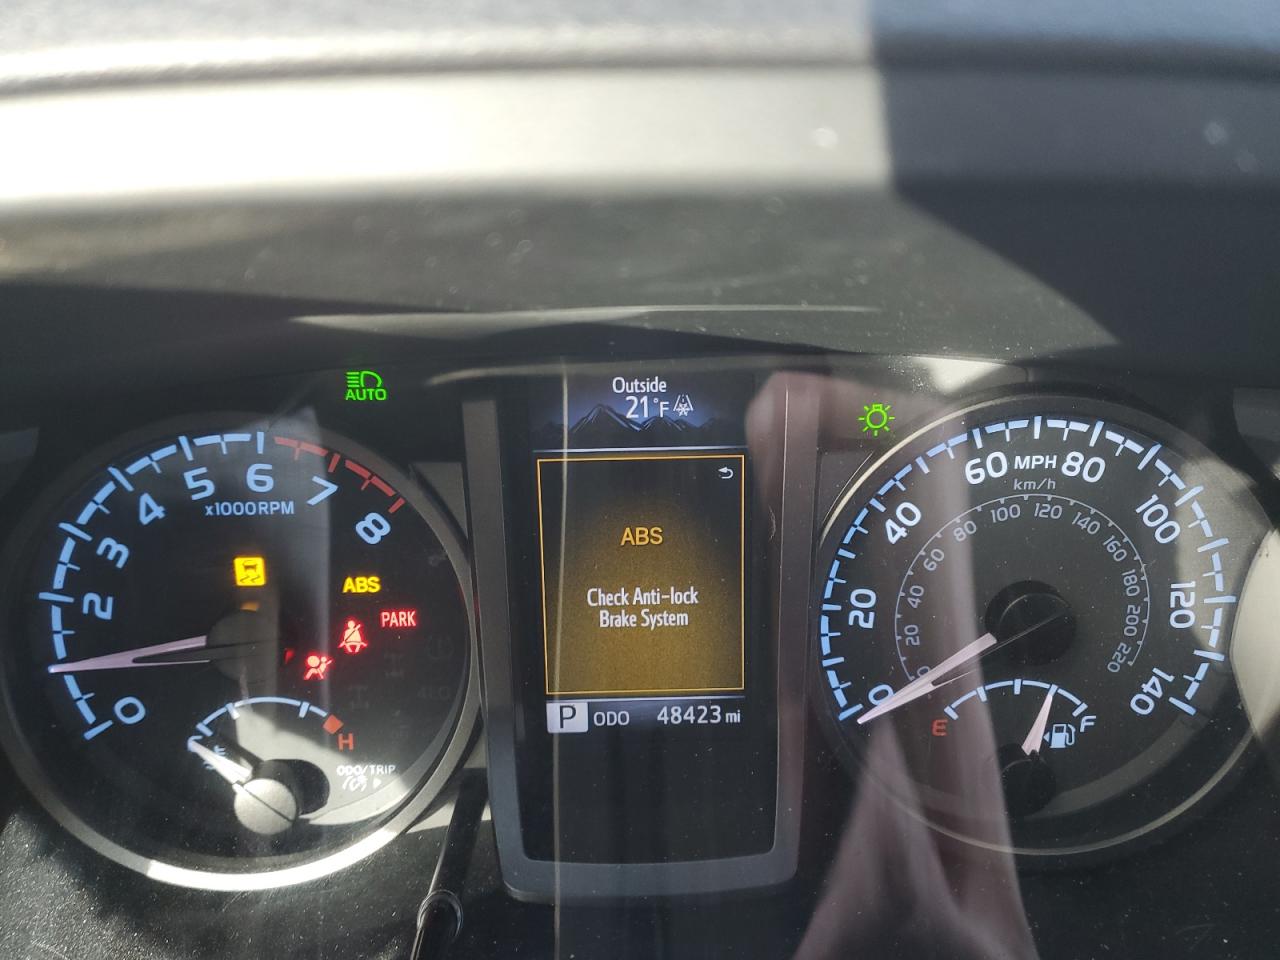 AUTO
Outside
21°F
8
7
6
5
4
3
2
0
x1000RPM
ABS
PARK
H
ODO/TRIP
ABS
Check Anti-lock
Brake System
P ODO 48423 mi
0
20
40
60
MPH
80
100
120
140
km/h
0
20
40
60
80
100
120
140
160
180
200
220
E
F